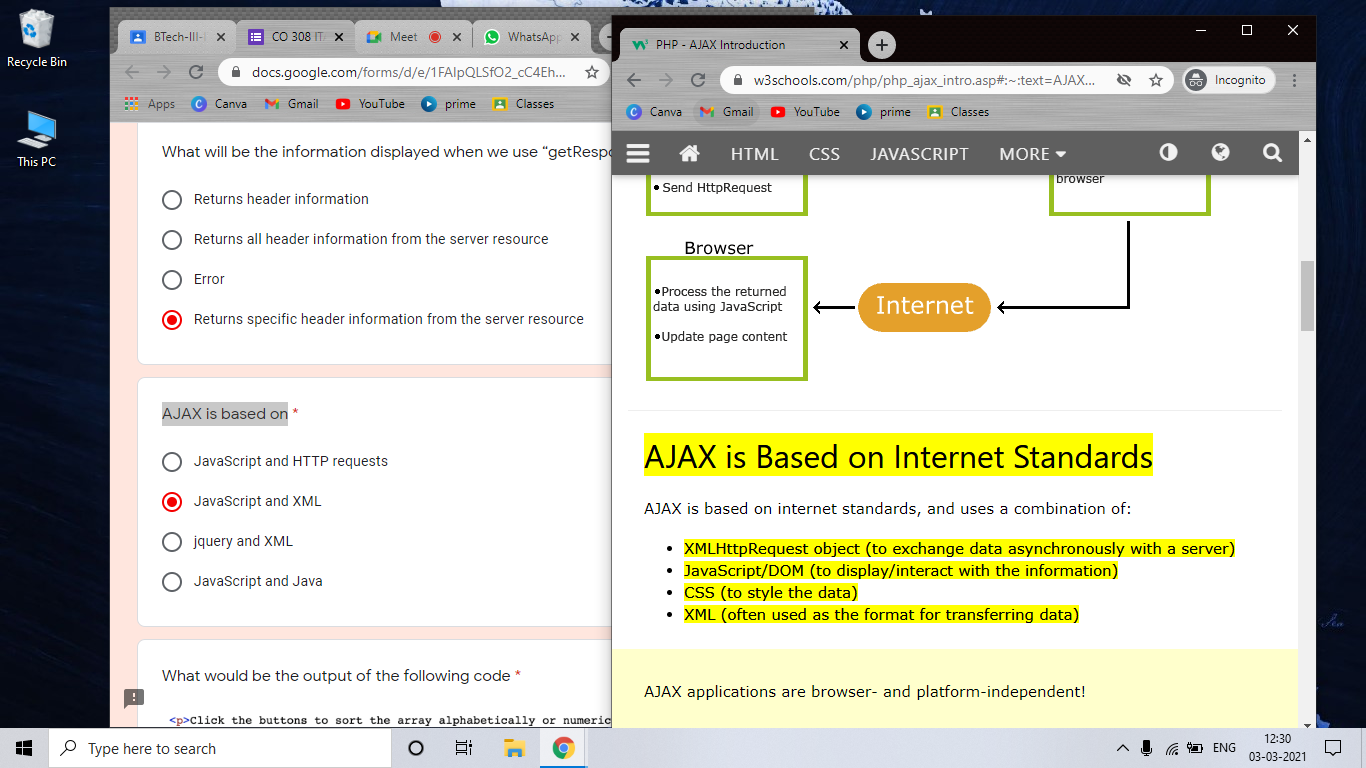 Recycle Bin
This PC
BTech-III-
CO 308 IT
Meet
WhatsApp
docs.google.com/forms/d/e/1FAIpQLSfO2_cC4Eh...
Apps
Canva
Gmail
YouTube
prime
Classes
What will be the information displayed when we use “getRespo
Returns header information
Returns all header information from the server resource
Error
Returns specific header information from the server resource
AJAX is based on *
JavaScript and HTTP requests
JavaScript and XML
jquery and XML
JavaScript and Java
What would be the output of the following code *
<p>Click the buttons to sort the array alphabetically or numeric
PHP - AJAX Introduction
w3schools.com/php/php_ajax_intro.asp#:~:text=AJAX...
Incognito
Canva
Gmail
YouTube
prime
Classes
HTML
CSS
JAVASCRIPT
MORE
• Send HttpRequest
browser
Browser
•Process the returned
data using JavaScript
•Update page content
Internet
AJAX is Based on Internet Standards
AJAX is based on internet standards, and uses a combination of:
• XMLHttpRequest object (to exchange data asynchronously with a server)
• JavaScript/DOM (to display/interact with the information)
• CSS (to style the data)
• XML (often used as the format for transferring data)
AJAX applications are browser- and platform-independent!
Type here to search
ENG
12:30
03-03-2021